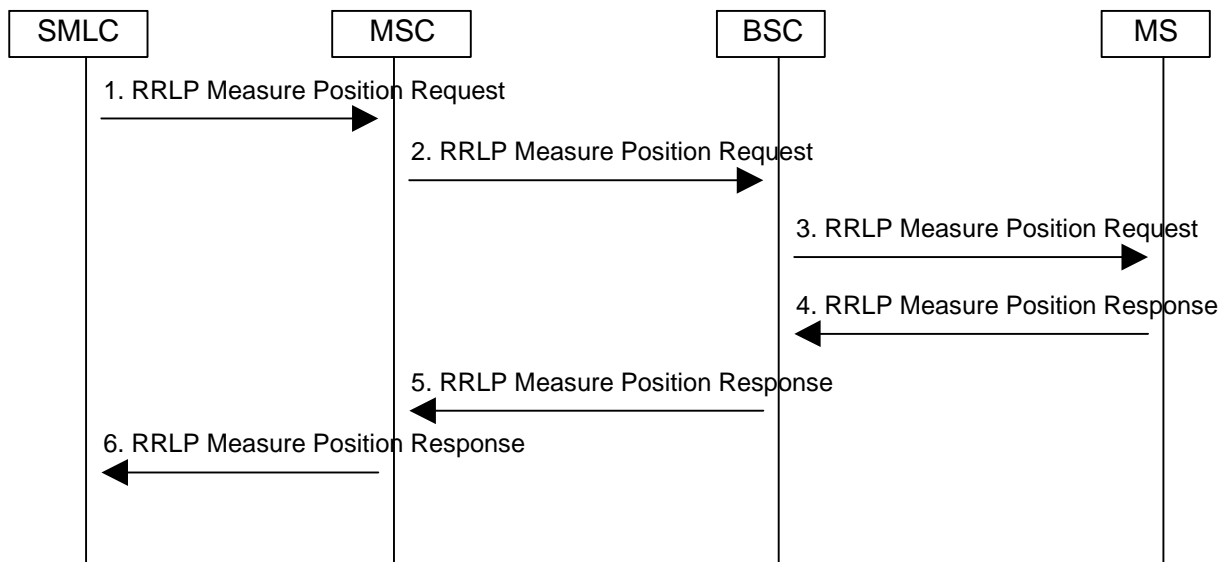 SMLC
MSC
BSC
MS
1. RRLP Measure Position Request
2. RRLP Measure Position Request
3. RRLP Measure Position Request
4. RRLP Measure Position Response
5. RRLP Measure Position Response
6. RRLP Measure Position Response